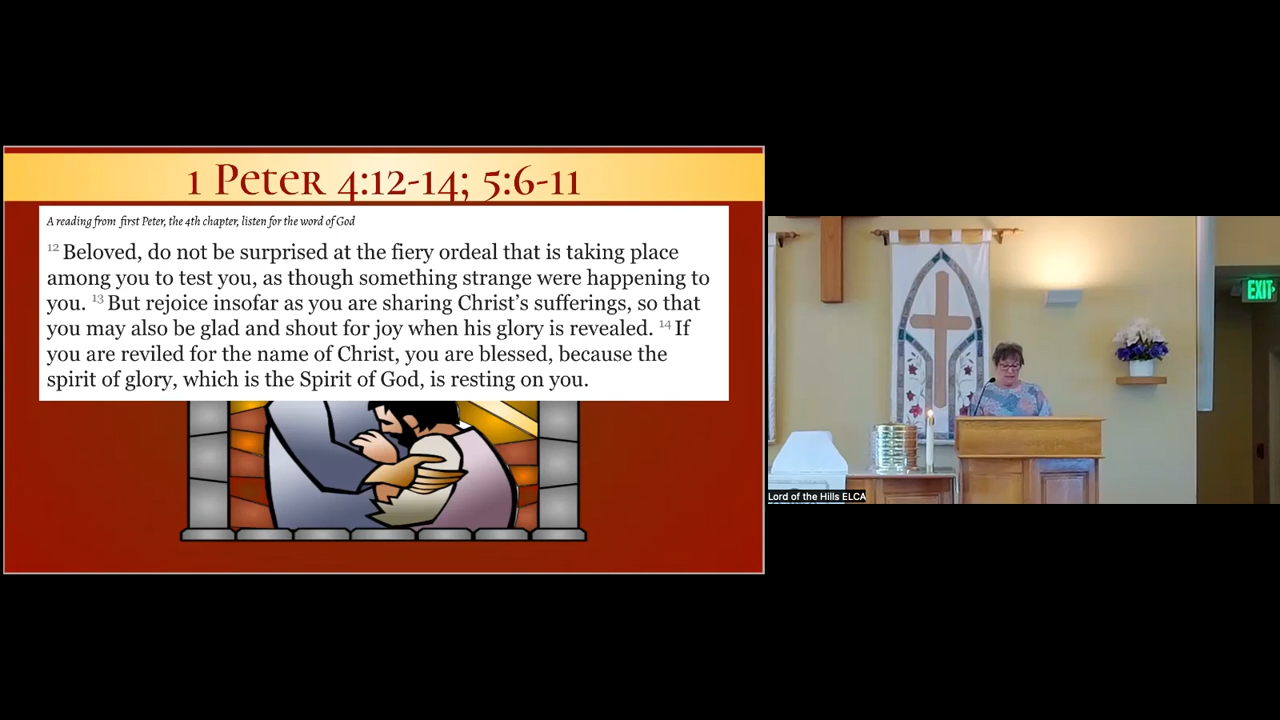 1 Peter 4:12-14; 5:6-11
A reading from first Peter, the 4th chapter, listen for the word of God
12 Beloved, do not be surprised at the fiery ordeal that is taking place
among you to test you, as though something strange were happening to
you. 13 But rejoice insofar as you are sharing Christ’s sufferings, so that
you may also be glad and shout for joy when his glory is revealed. 14 If
you are reviled for the name of Christ, you are blessed, because the
spirit of glory, which is the Spirit of God, is resting on you.
EXIT
Lord of the Hills ELCA